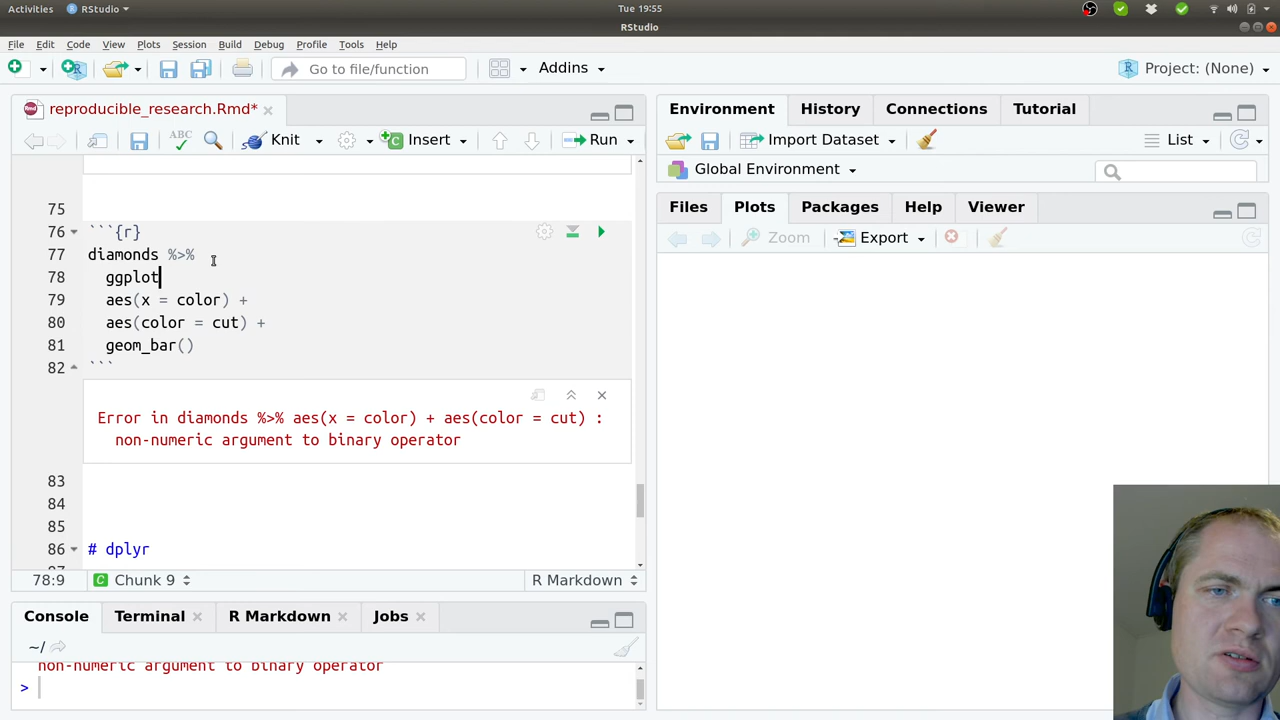 Activities RStudio Tue 19:55
RStudio
File Edit Code View Plots Session Build Debug Profile Tools Help
Go to file/function Addins Project: (None)
reproducible_research.Rmd*
ABC Knit Insert Run
75
76 ```{r}
77 diamonds %>%
78 ggplot
79 aes(x = color) +
80 aes(color = cut) +
81 geom_bar()
82 ```
Error in diamonds %>% aes(x = color) + aes(color = cut) :
non-numeric argument to binary operator
83
84
85
86 # dplyr
78:9 Chunk 9 R Markdown
Console Terminal R Markdown Jobs
~/
non-numeric argument to binary operator
>
Environment History Connections Tutorial
Import Dataset List
Global Environment
Files Plots Packages Help Viewer
Zoom Export